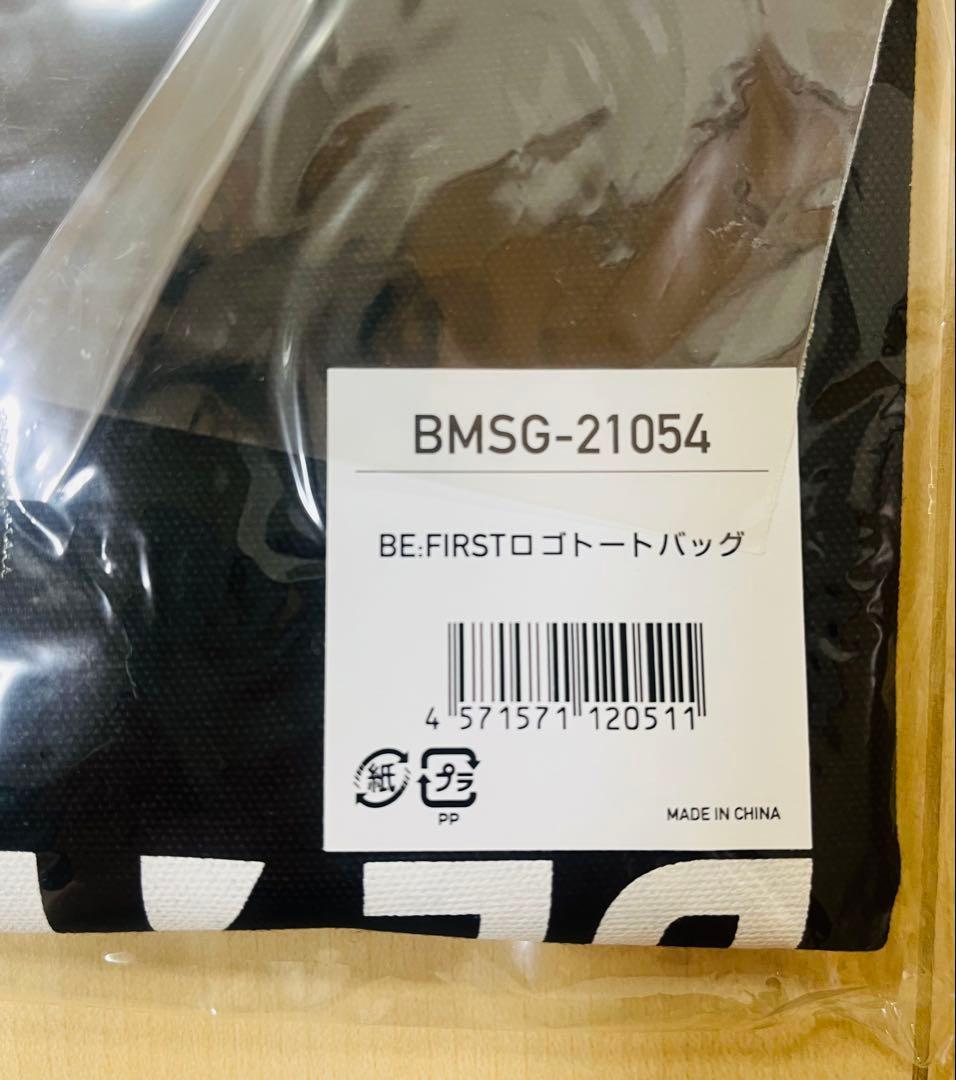 BMSG-21054
BE:FIRSTロゴトートバッグ
4 571571 120511
紙 プラ
PP
MADE IN CHINA